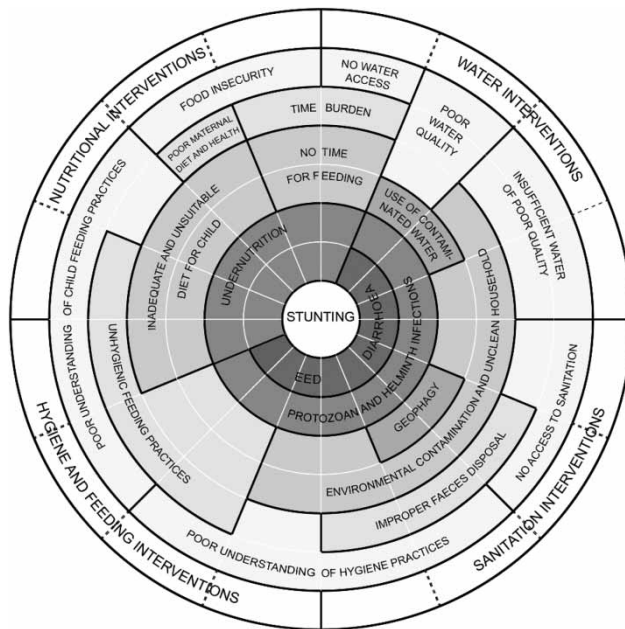 NUTRITIONAL INTERVENTIONS
WATER INTERVENTIONS
FOOD INSECURITY
NO WATER
ACCESS
POOR
WATER
QUALITY
TIME BURDEN
POOR MATERNAL
DIET AND HEALTH
NO TIME
FOR FEEDING
USE OF CONTAMI-
NATED WATER
INSUFFICIENT WATER
OF POOR QUALITY
POOR UNDERSTANDING OF CHILD FEEDING PRACTICES
INADEQUATE AND UNSUITABLE
DIET FOR CHILD
UNDERNUTRITION
STUNTING
DIARRHOEA
EED
PROTOZOAN AND HELMINTH INFECTIONS
GEOPHAGY
ENVIRONMENTAL CONTAMINATION AND UNCLEAN HOUSEHOLD
UNHYGIENIC FEEDING PRACTICES
IMPROPER FAECES DISPOSAL
NO ACCESS TO SANITATION
POOR UNDERSTANDING OF HYGIENE PRACTICES
HYGIENE AND FEEDING INTERVENTIONS
SANITATION INTERVENTIONS